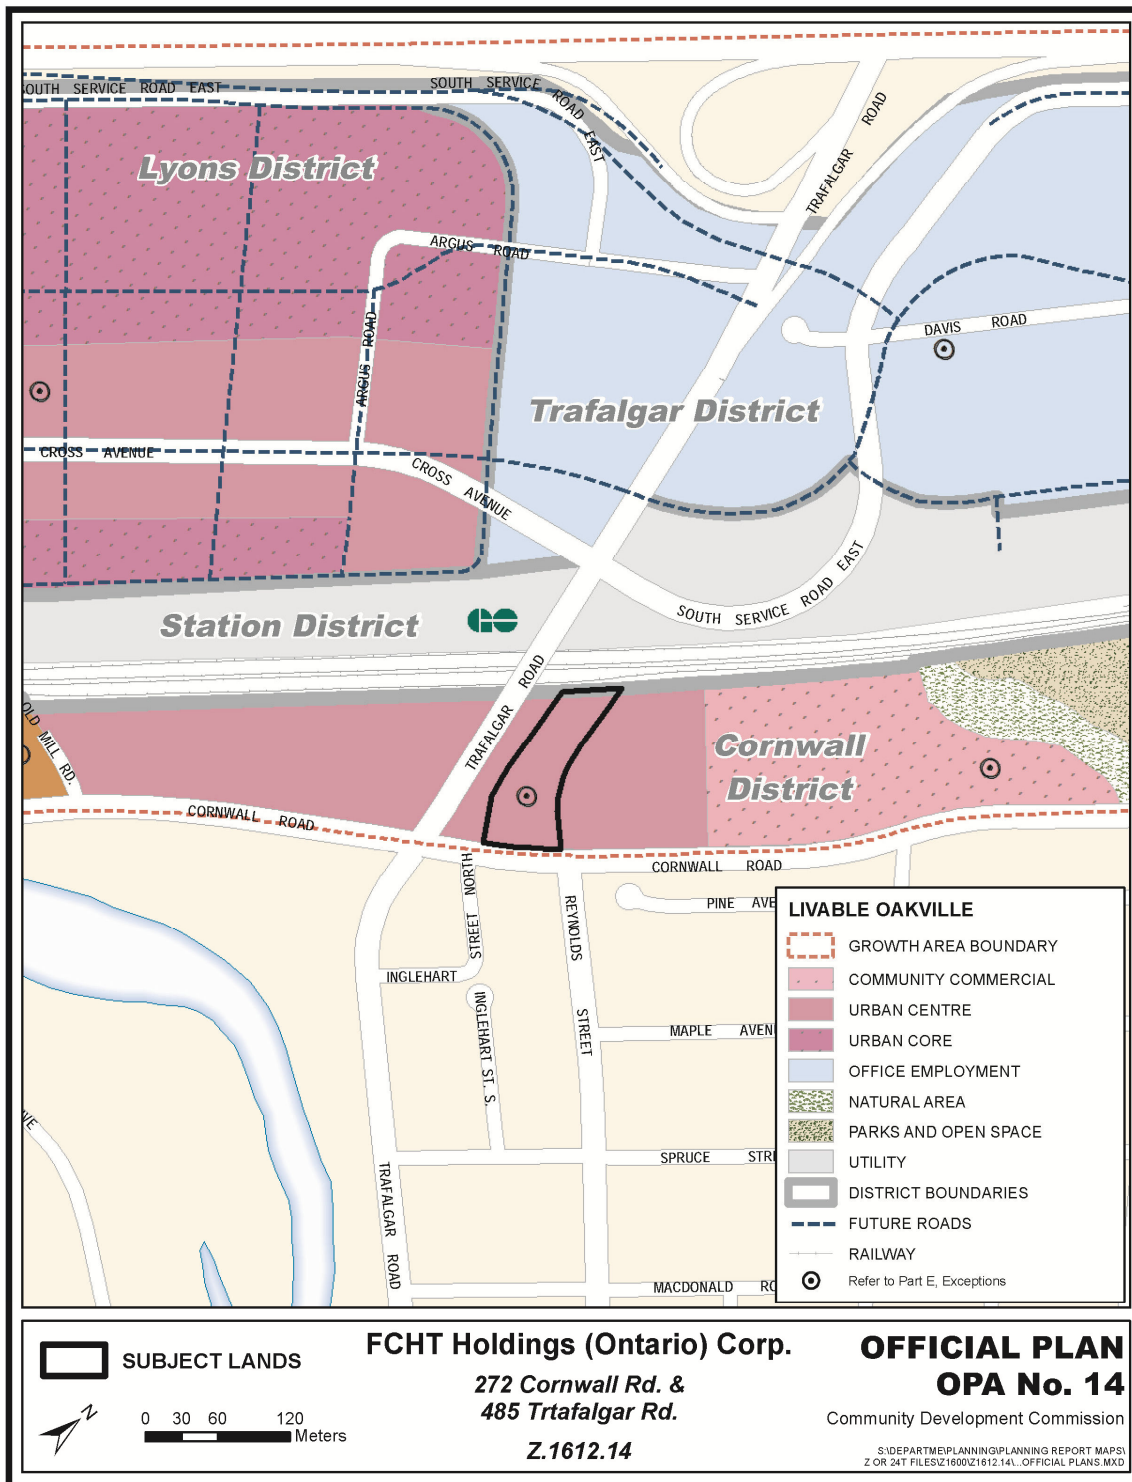 SOUTH SERVICE ROAD EAST
SOUTH SERVICE ROAD EAST
TRAFALGAR ROAD
Lyons District
ARGUS ROAD
ARGUS ROAD
DAVIS ROAD
Trafalgar District
CROSS AVENUE
CROSS AVENUE
SOUTH SERVICE ROAD EAST
Station District
GO
TRAFALGAR ROAD
OLD MILL RD.
Cornwall
District
CORNWALL ROAD
CORNWALL ROAD
PINE AVE
STREET NORTH
INGLEHART
REYNOLDS STREET
INGLEHART ST. S.
MAPLE AVENU
VE
SPRUCE STRE
TRAFALGAR ROAD
MACDONALD RO
LIVABLE OAKVILLE
GROWTH AREA BOUNDARY
COMMUNITY COMMERCIAL
URBAN CENTRE
URBAN CORE
OFFICE EMPLOYMENT
NATURAL AREA
PARKS AND OPEN SPACE
UTILITY
DISTRICT BOUNDARIES
FUTURE ROADS
RAILWAY
Refer to Part E, Exceptions
SUBJECT LANDS
N
0 30 60 120
Meters
FCHT Holdings (Ontario) Corp.
272 Cornwall Rd. &
485 Trtafalgar Rd.
Z.1612.14
OFFICIAL PLAN
OPA No. 14
Community Development Commission
S:\DEPARTME\PLANNING\PLANNING REPORT MAPS\
Z OR 24T FILES\Z1600\Z1612.14\...OFFICIAL PLANS.MXD